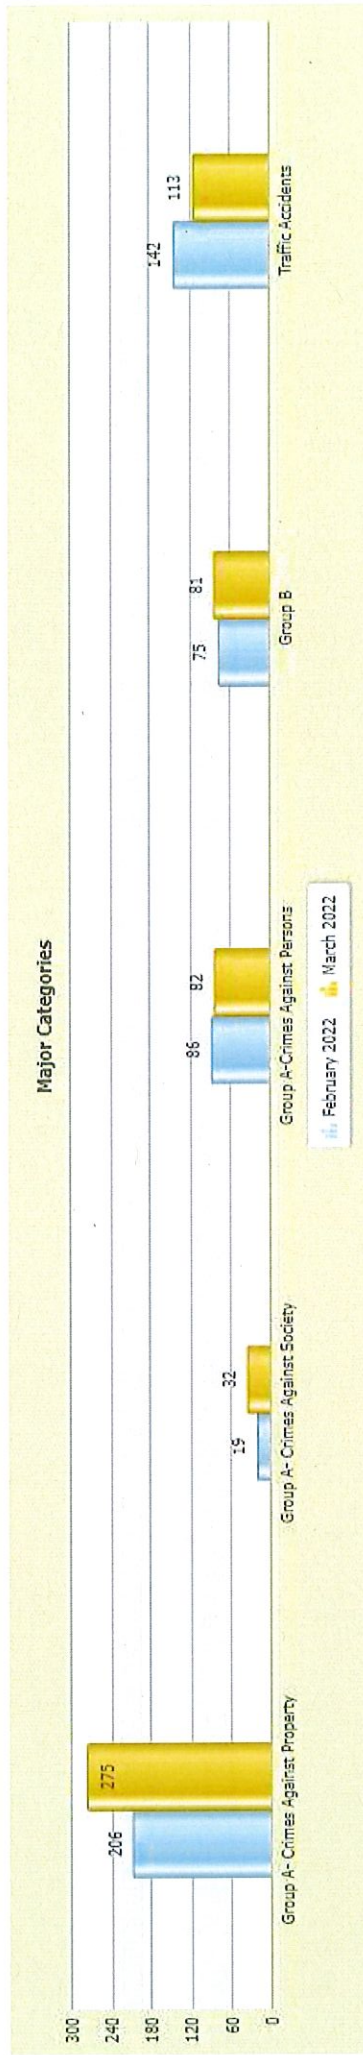 Major Categories
300
240
180
120
60
0
206
275
19
32
86
82
75
81
142
113
Group A- Crimes Against Property
Group A- Crimes Against Society
Group A-Crimes Against Persons
Group B
Traffic Accidents
February 2022
March 2022